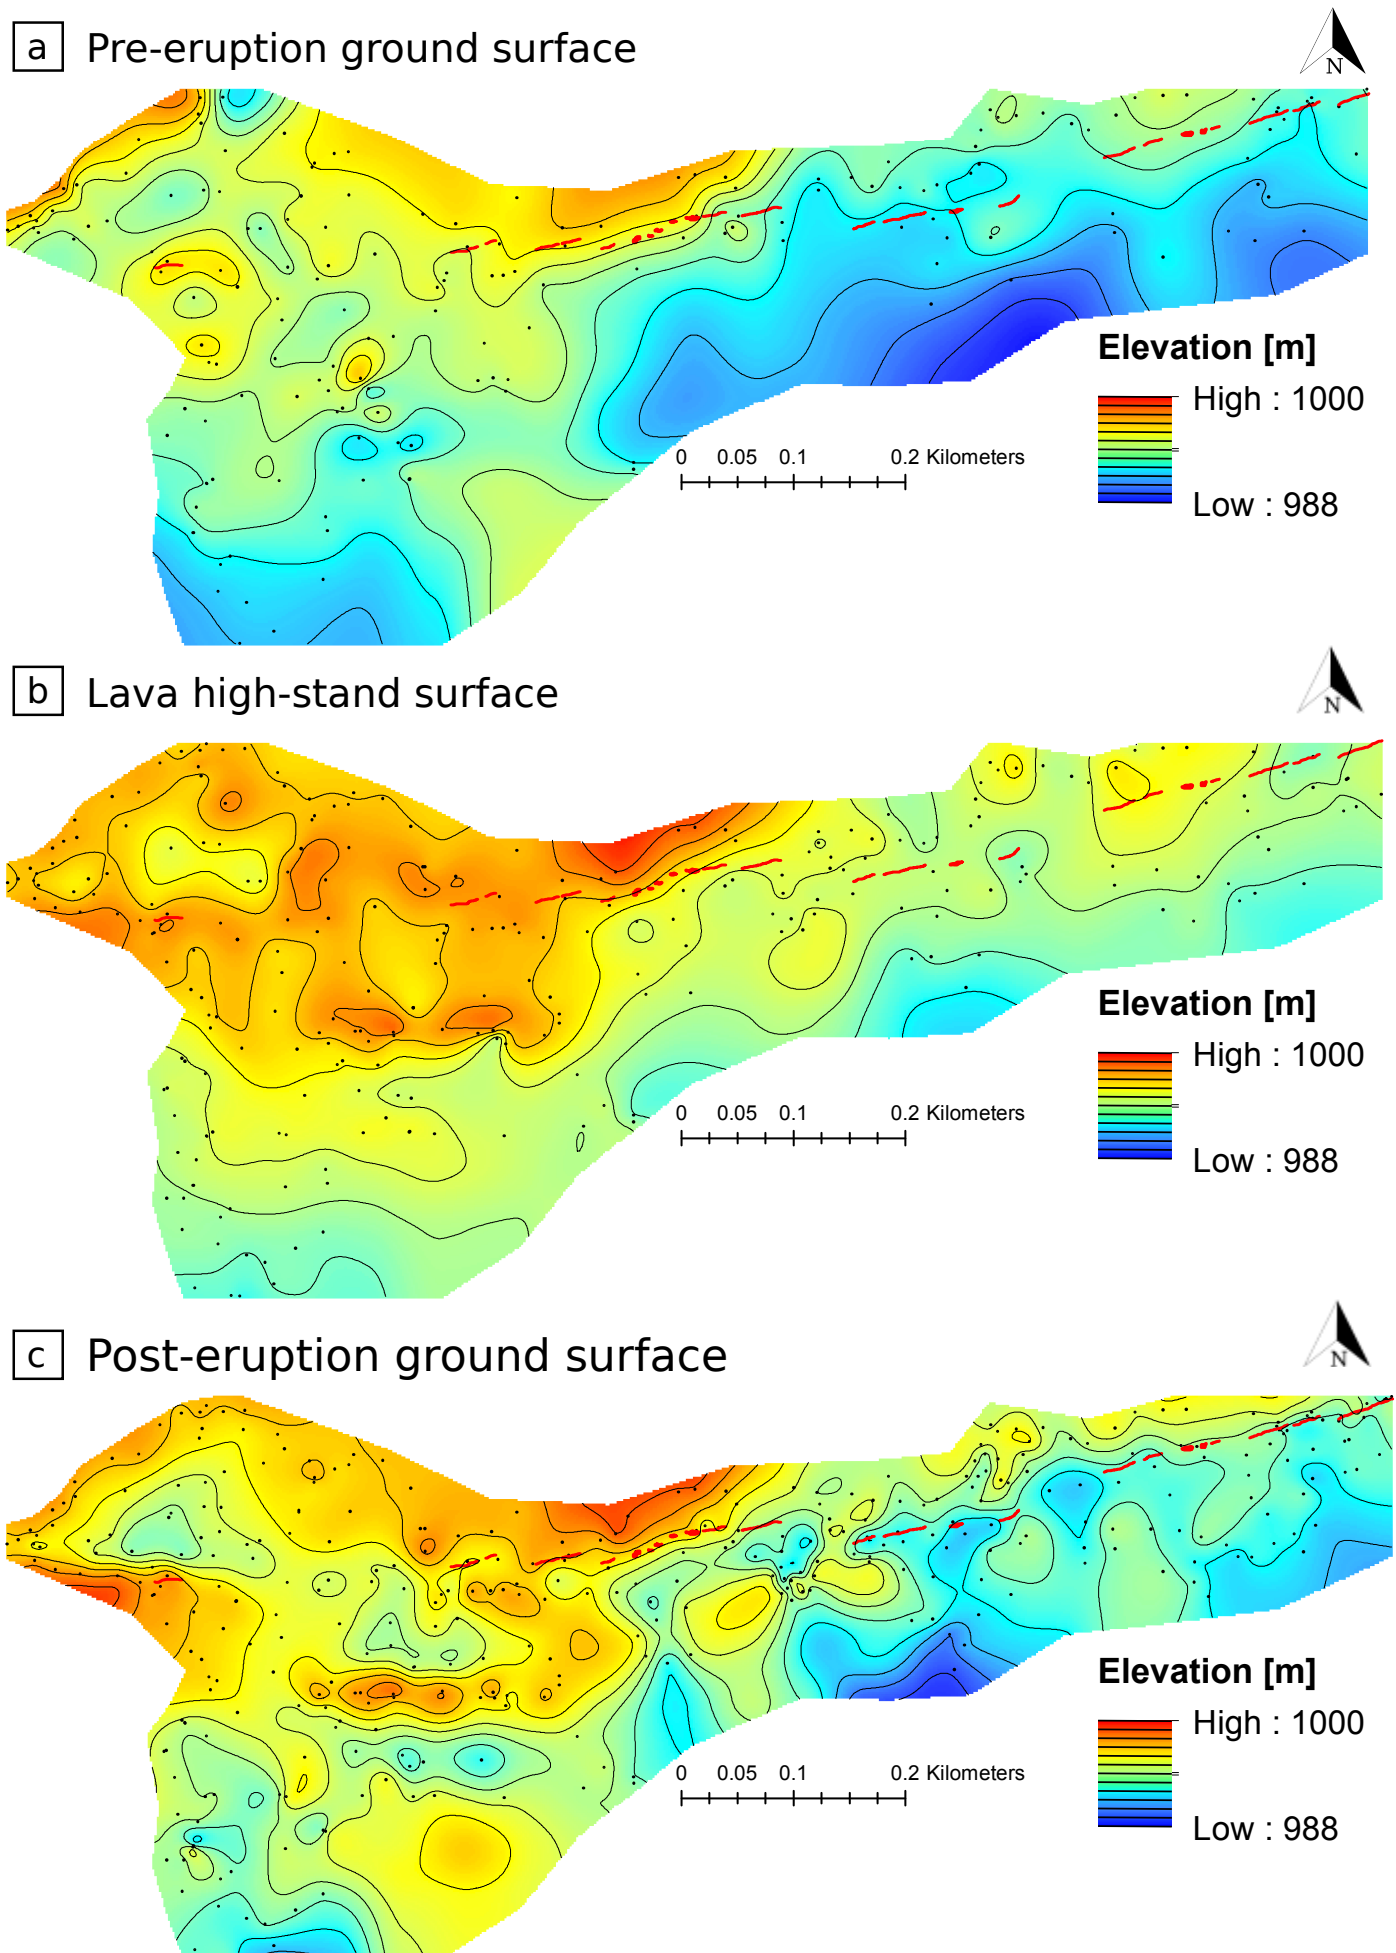 a Pre-eruption ground surface
N
Elevation [m]
High : 1000
Low : 988
0 0.05 0.1 0.2 Kilometers
b Lava high-stand surface
N
Elevation [m]
High : 1000
Low : 988
0 0.05 0.1 0.2 Kilometers
c Post-eruption ground surface
N
Elevation [m]
High : 1000
Low : 988
0 0.05 0.1 0.2 Kilometers